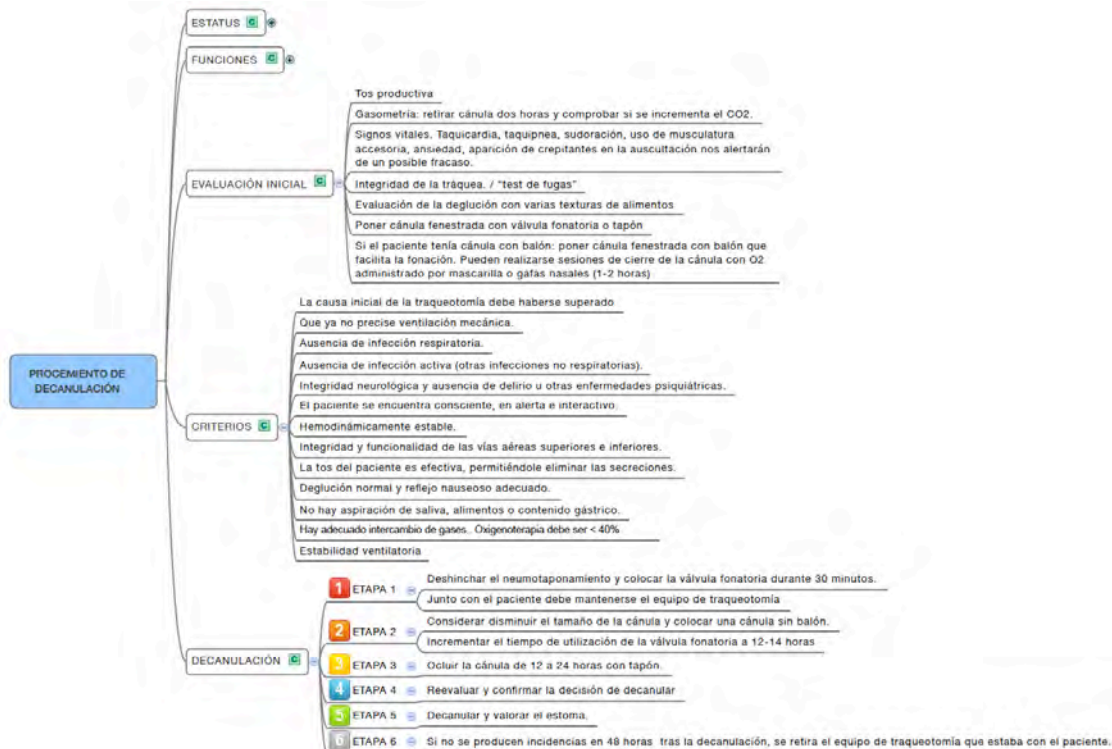 ESTATUS C
FUNCIONES C
EVALUACIÓN INICIAL C
Tos productiva
Gasometría: retirar cánula dos horas y comprobar si se incrementa el CO2.
Signos vitales. Taquicardia, taquipnea, sudoración, uso de musculatura
accesoria, ansiedad, aparición de crepitantes en la auscultación nos alertarán
de un posible fracaso.
Integridad de la tráquea. / "test de fugas"
Evaluación de la deglución con varias texturas de alimentos
Poner cánula fenestrada con válvula fonatoria o tapón
Si el paciente tenía cánula con balón: poner cánula fenestrada con balón que
facilita la fonación. Pueden realizarse sesiones de cierre de la cánula con O2
administrado por mascarilla o gafas nasales (1-2 horas)
PROCEMIENTO DE
DECANULACIÓN
CRITERIOS C
La causa inicial de la traqueotomía debe haberse superado
Que ya no precise ventilación mecánica.
Ausencia de infección respiratoria.
Ausencia de infección activa (otras infecciones no respiratorias).
Integridad neurológica y ausencia de delirio u otras enfermedades psiquiátricas.
El paciente se encuentra consciente, en alerta e interactivo.
Hemodinámicamente estable.
Integridad y funcionalidad de las vías aéreas superiores e inferiores.
La tos del paciente es efectiva, permitiéndole eliminar las secreciones.
Deglución normal y reflejo nauseoso adecuado.
No hay aspiración de saliva, alimentos o contenido gástrico.
Hay adecuado intercambio de gases.. Oxigenoterapia debe ser < 40%
Estabilidad ventilatoria
DECANULACIÓN C
1 ETAPA 1
Deshinchar el neumotaponamiento y colocar la válvula fonatoria durante 30 minutos.
Junto con el paciente debe mantenerse el equipo de traqueotomía
2 ETAPA 2
Considerar disminuir el tamaño de la cánula y colocar una cánula sin balón.
Incrementar el tiempo de utilización de la válvula fonatoria a 12-14 horas
3 ETAPA 3 Ocluir la cánula de 12 a 24 horas con tapón.
4 ETAPA 4 Reevaluar y confirmar la decisión de decanular
5 ETAPA 5 Decanular y valorar el estoma.
6 ETAPA 6 Si no se producen incidencias en 48 horas tras la decanulación, se retira el equipo de traqueotomía que estaba con el paciente.